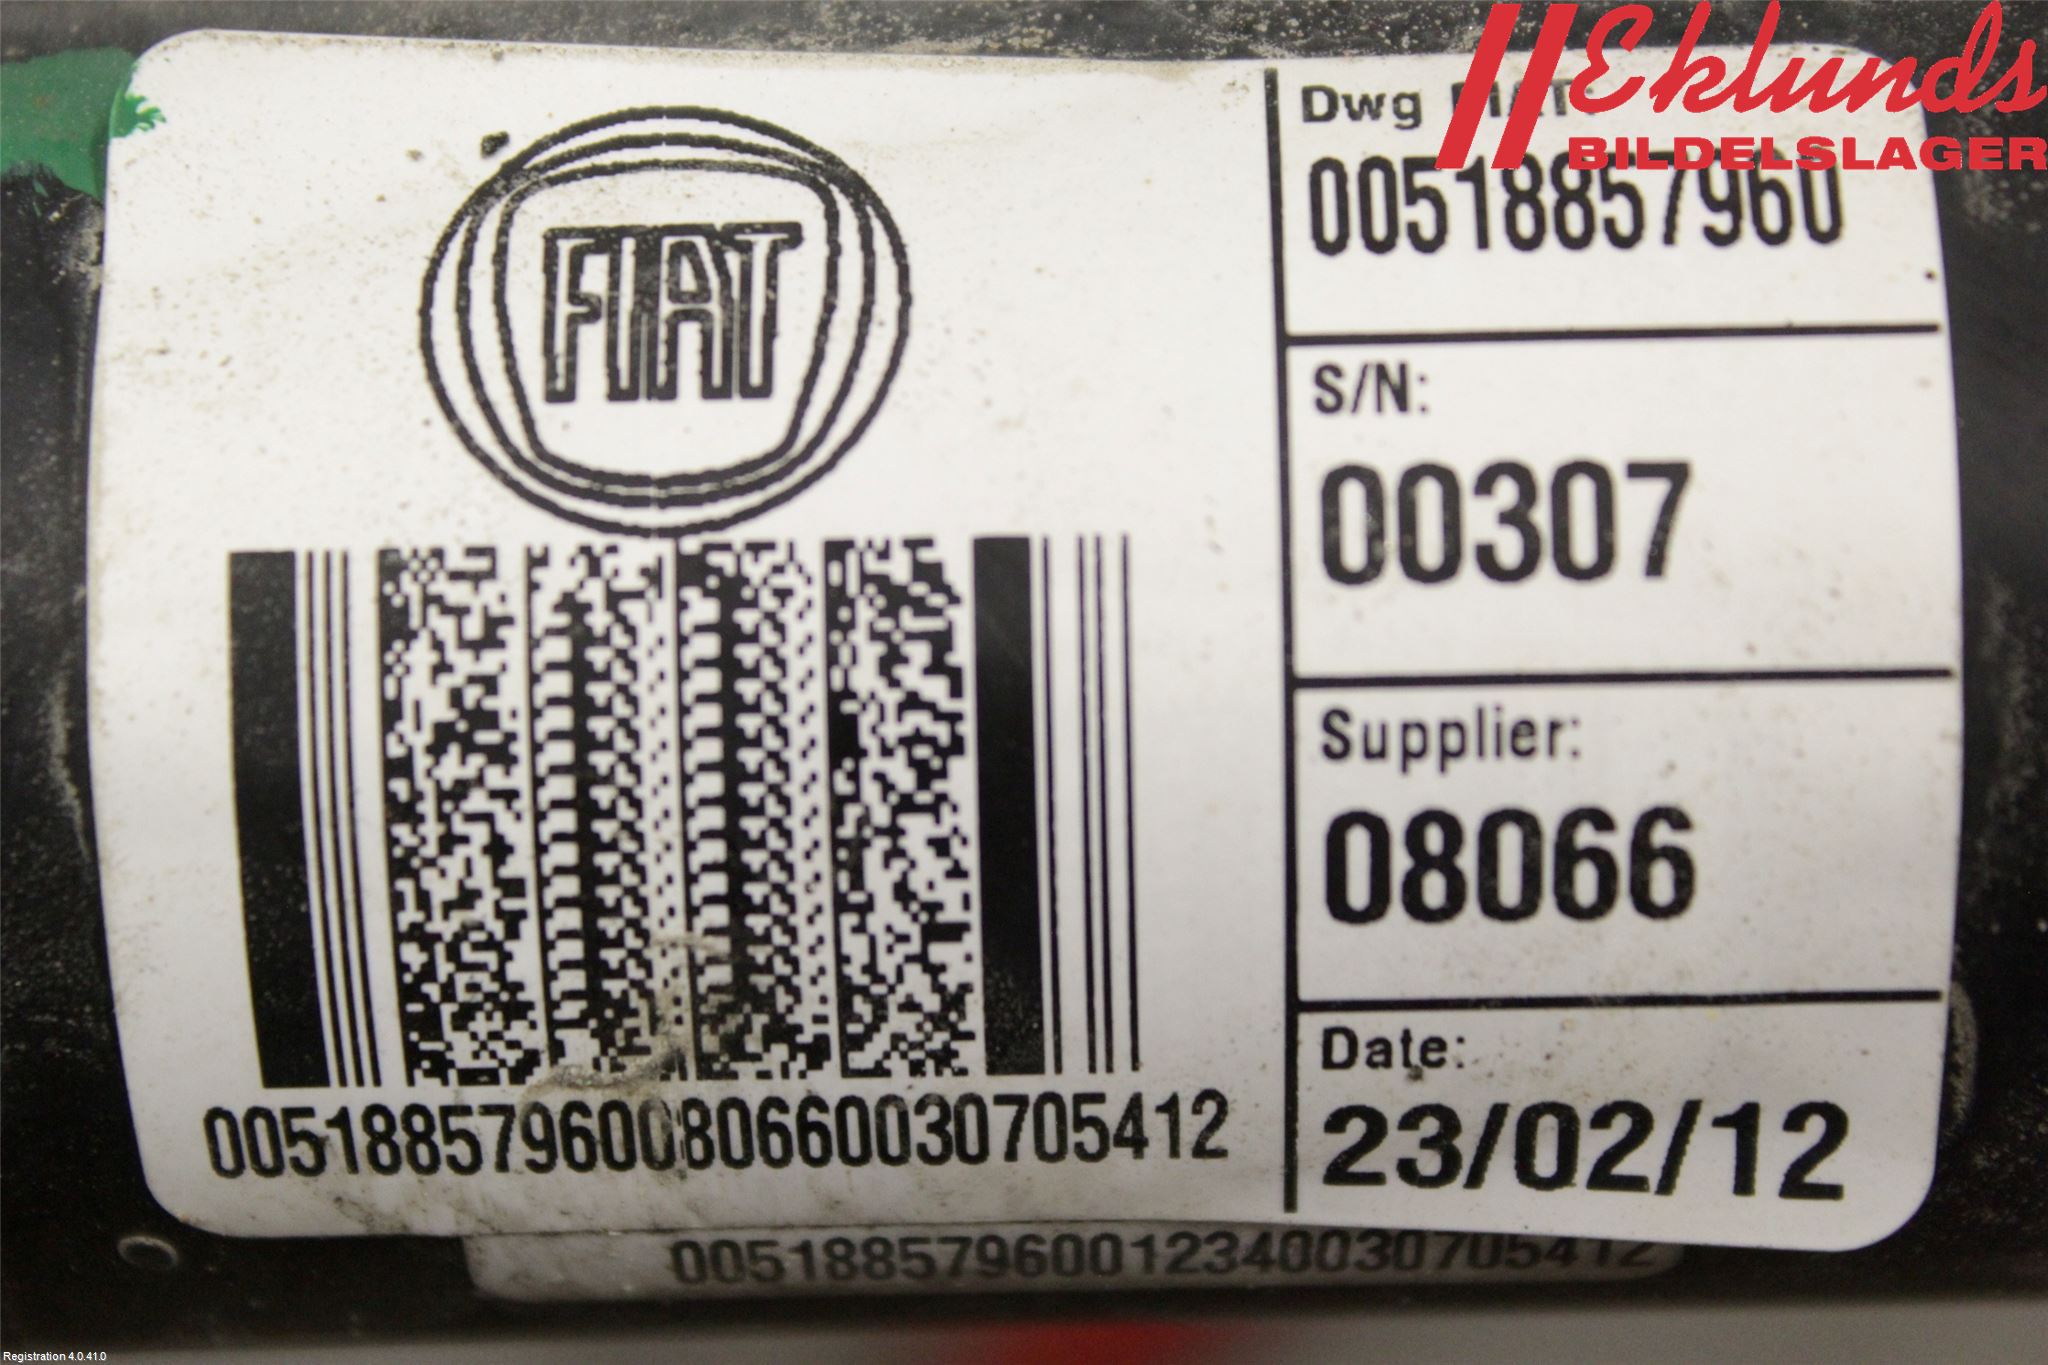 FIAT
00518857960080660030705412
Dwg FIAT:
00518857960
S/N:
00307
Supplier:
08066
Date:
23/02/12
00518857960012340030705412
Eklunds
BILDELSLAGER
Registration 4.0.41.0